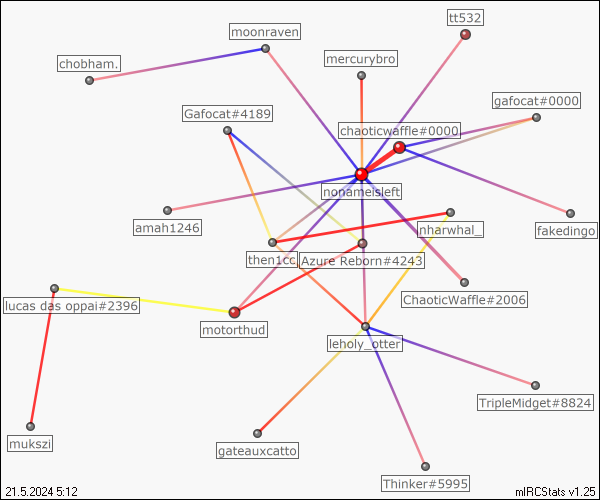 tt532
moonraven
mercurybro
chobham.
gafocat#0000
Gafocat#4189
chaoticwaffle#0000
nonameisleft
amah1246
nharwhal_
fakedingo
then1cc
Azure Reborn#4243
ChaoticWaffle#2006
lucas das oppai#2396
motorthud
leholy_otter
TripleMidget#8824
mukszi
gateauxcatto
Thinker#5995
21.5.2024 5:12
mIRCStats v1.25